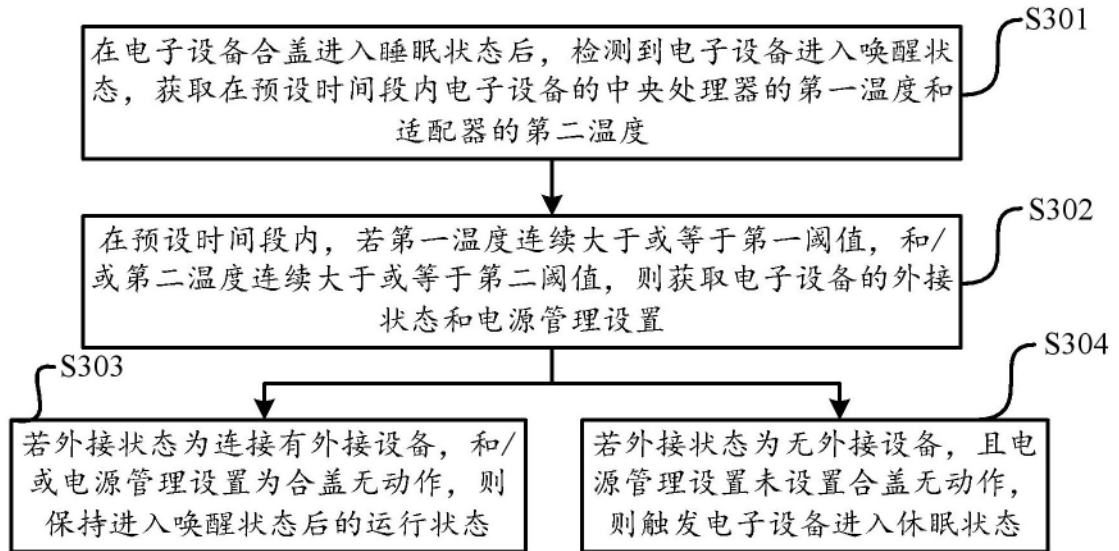 S301
在电子设备合盖进入睡眠状态后，检测到电子设备进入唤醒状
态，获取在预设时间段内电子设备的中央处理器的第一温度和
适配器的第二温度
S302
在预设时间段内，若第一温度连续大于或等于第一阈值，和/
或第二温度连续大于或等于第二阈值，则获取电子设备的外接
状态和电源管理设置
S303
若外接状态为连接有外接设备，和/
或电源管理设置为合盖无动作，则
保持进入唤醒状态后的运行状态
S304
若外接状态为无外接设备，且电
源管理设置未设置合盖无动作，
则触发电子设备进入休眠状态